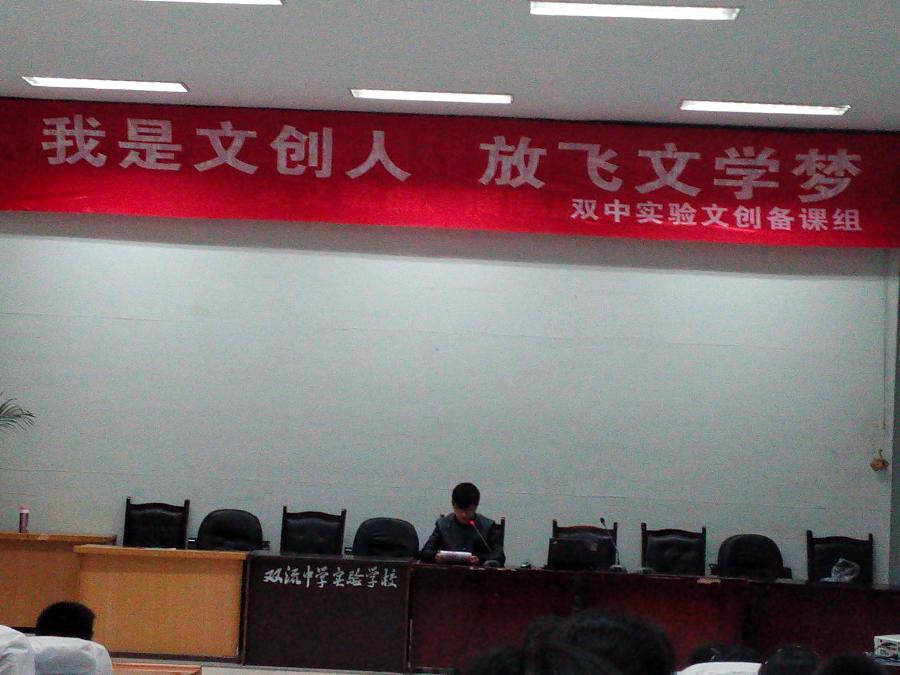 我是文创人 放飞文学梦
双中实验文创备课组
双流中学实验学校